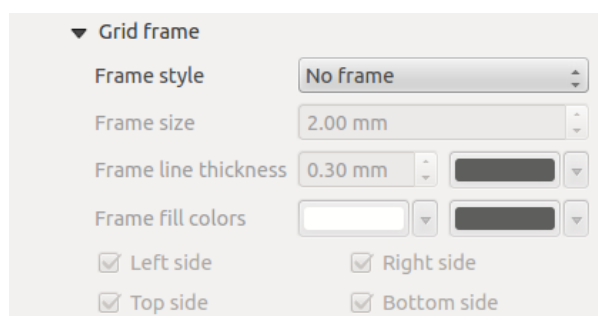 Grid frame
Frame style No frame
Frame size 2.00 mm
Frame line thickness 0.30 mm
Frame fill colors
Left side Right side
Top side Bottom side